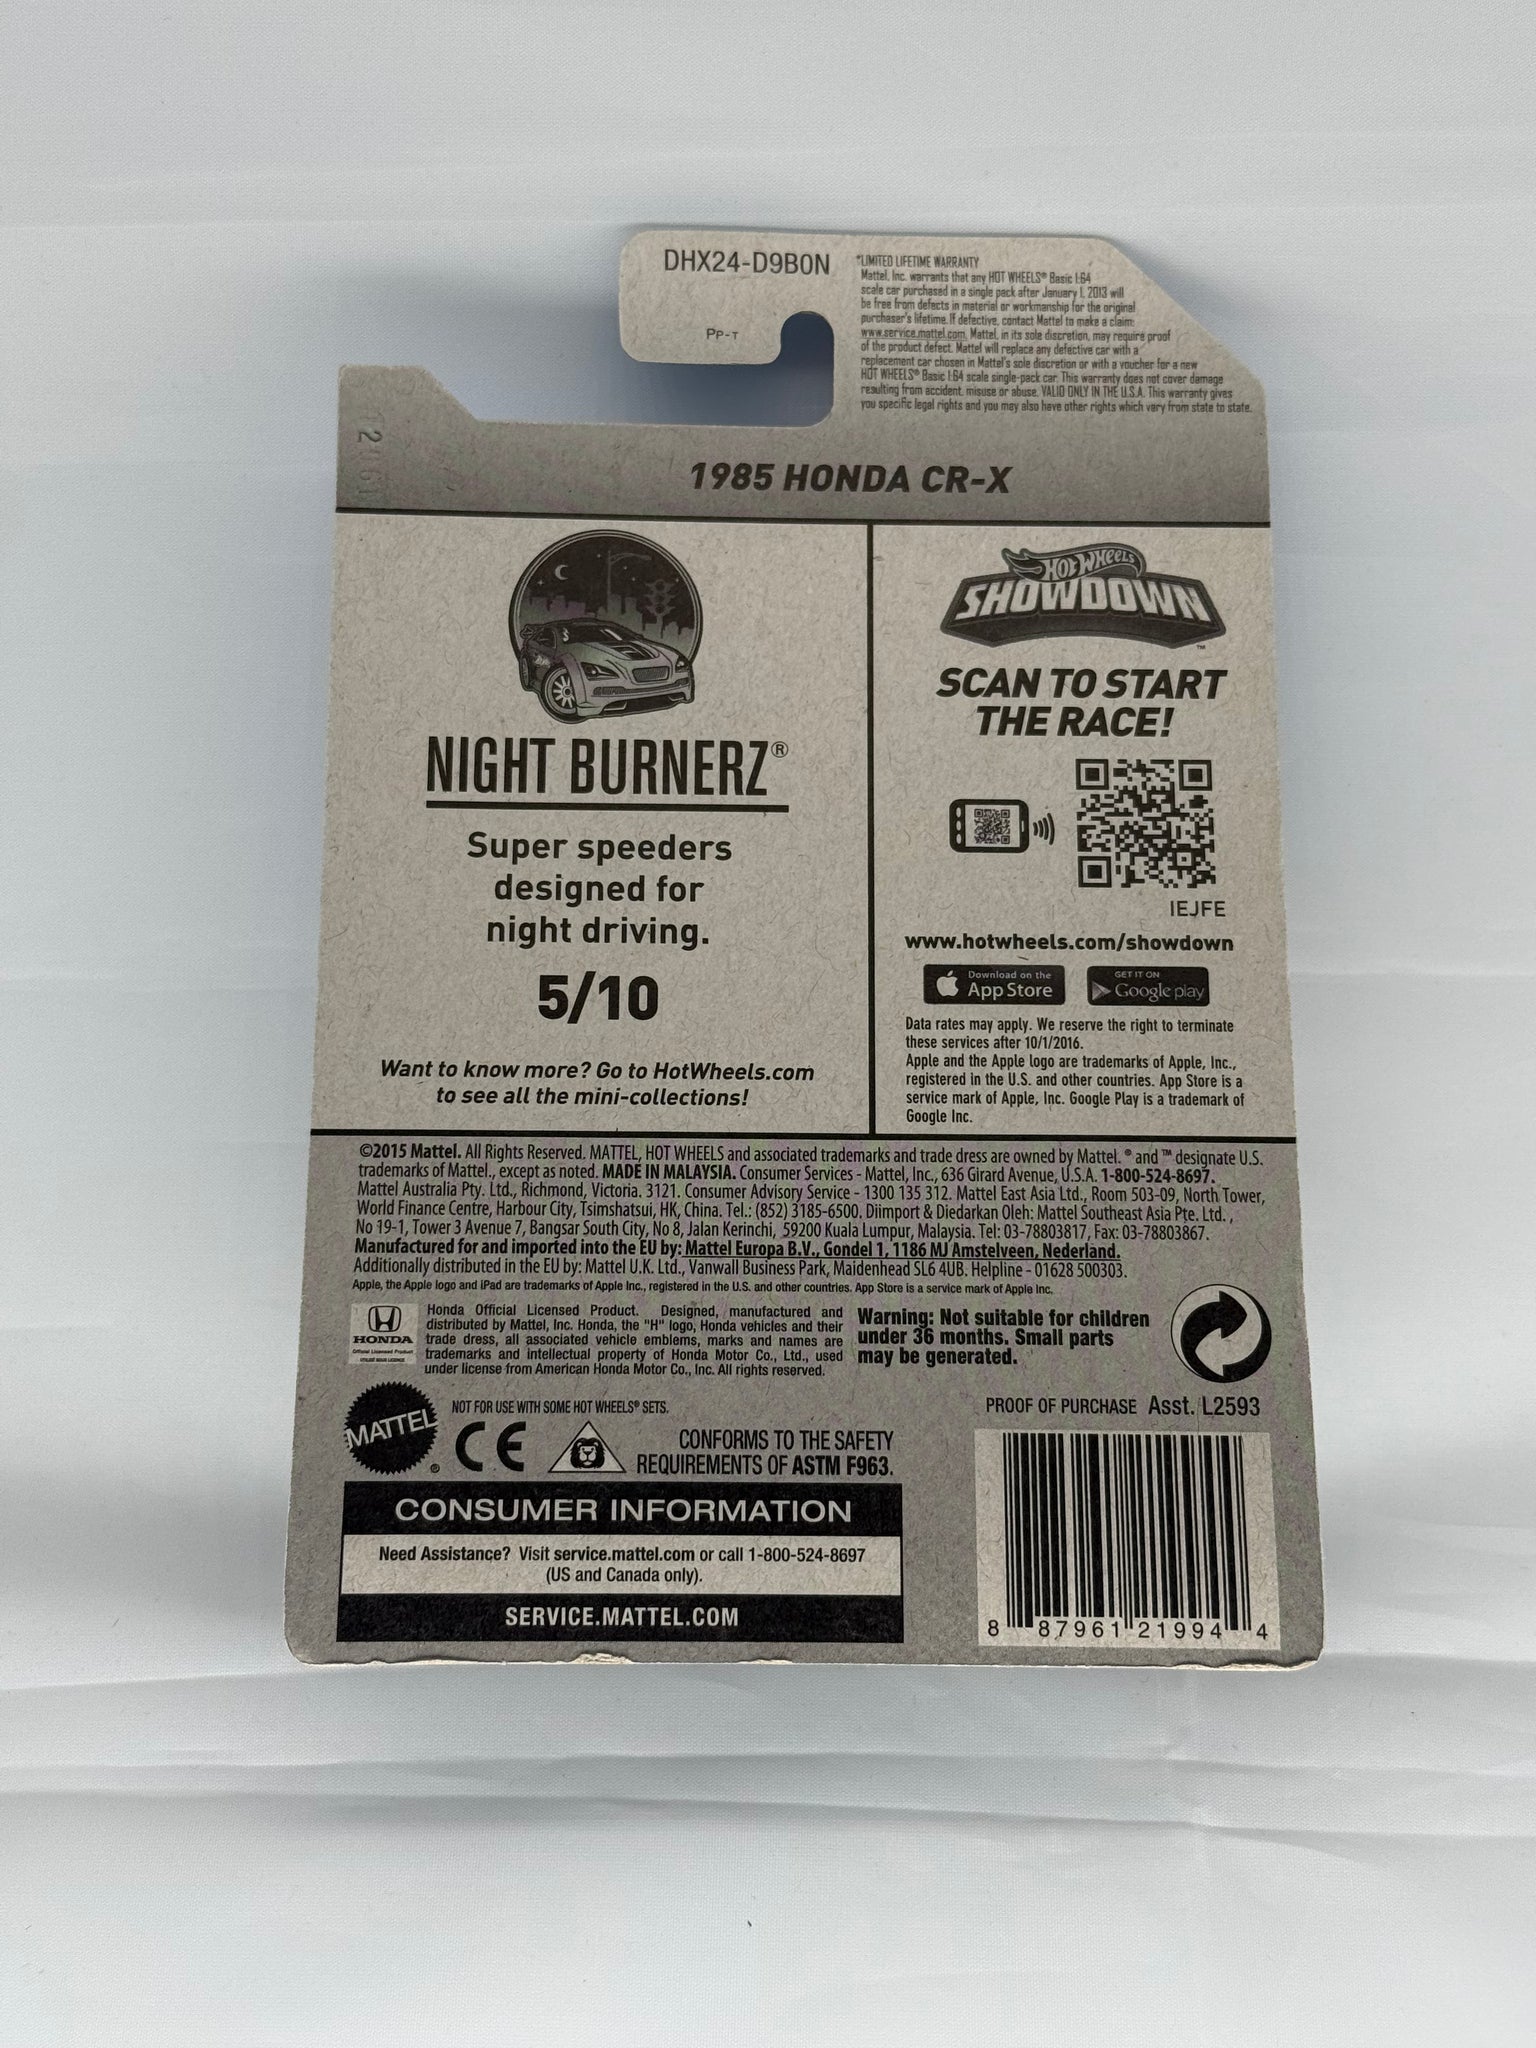 DHX24-D9B0N
Pp-T
*LIMITED LIFETIME WARRANTY
Mattel, Inc. warrants that any HOT WHEELS® Basic 1:64
scale car purchased in a single pack after January 1, 2013 will
be free from defects in material or workmanship for the original
purchaser's lifetime. If defective, contact Mattel to make a claim:
www.service.mattel.com. Mattel, in its sole discretion, may require proof
of the product defect. Mattel will replace any defective car with a
replacement car chosen in Mattel's sole discretion or with a voucher for a new
HOT WHEELS® Basic 1:64 scale single-pack car. This warranty does not cover damage
resulting from accident, misuse or abuse. VALID ONLY IN THE U.S.A. This warranty gives
you specific legal rights and you may also have other rights which vary from state to state.
1985 HONDA CR-X
NIGHT BURNERZ®
Super speeders
designed for
night driving.
5/10
Want to know more? Go to HotWheels.com
to see all the mini-collections!
HOT WHEELS
SHOWDOWN™
SCAN TO START
THE RACE!
IEJFE
www.hotwheels.com/showdown
Download on the
App Store
GET IT ON
Google play
Data rates may apply. We reserve the right to terminate
these services after 10/1/2016.
Apple and the Apple logo are trademarks of Apple, Inc.,
registered in the U.S. and other countries. App Store is a
service mark of Apple, Inc. Google Play is a trademark of
Google Inc.
©2015 Mattel. All Rights Reserved. MATTEL, HOT WHEELS and associated trademarks and trade dress are owned by Mattel. ® and ™ designate U.S.
trademarks of Mattel., except as noted. MADE IN MALAYSIA. Consumer Services - Mattel, Inc., 636 Girard Avenue, U.S.A. 1-800-524-8697.
Mattel Australia Pty. Ltd., Richmond, Victoria. 3121. Consumer Advisory Service - 1300 135 312. Mattel East Asia Ltd., Room 503-09, North Tower,
World Finance Centre, Harbour City, Tsimshatsui, HK, China. Tel.: (852) 3185-6500. Diimport & Diedarkan Oleh: Mattel Southeast Asia Pte. Ltd. ,
No 19-1, Tower 3 Avenue 7, Bangsar South City, No 8, Jalan Kerinchi, 59200 Kuala Lumpur, Malaysia. Tel: 03-78803817, Fax: 03-78803867.
Manufactured for and imported into the EU by: Mattel Europa B.V., Gondel 1, 1186 MJ Amstelveen, Nederland.
Additionally distributed in the EU by: Mattel U.K. Ltd., Vanwall Business Park, Maidenhead SL6 4UB. Helpline - 01628 500303.
Apple, the Apple logo and iPad are trademarks of Apple Inc., registered in the U.S. and other countries. App Store is a service mark of Apple Inc.
HONDA
Official Licensed Product
Honda Official Licensed Product. Designed, manufactured and
distributed by Mattel, Inc. Honda, the "H" logo, Honda vehicles and their
trade dress, all associated vehicle emblems, marks and names are
trademarks and intellectual property of Honda Motor Co., Ltd., used
under license from American Honda Motor Co., Inc. All rights reserved.
Warning: Not suitable for children
under 36 months. Small parts
may be generated.
MATTEL®
NOT FOR USE WITH SOME HOT WHEELS® SETS.
CE
CONFORMS TO THE SAFETY
REQUIREMENTS OF ASTM F963.
PROOF OF PURCHASE Asst. L2593
CONSUMER INFORMATION
Need Assistance? Visit service.mattel.com or call 1-800-524-8697
(US and Canada only).
SERVICE.MATTEL.COM
8 87961 21994 4